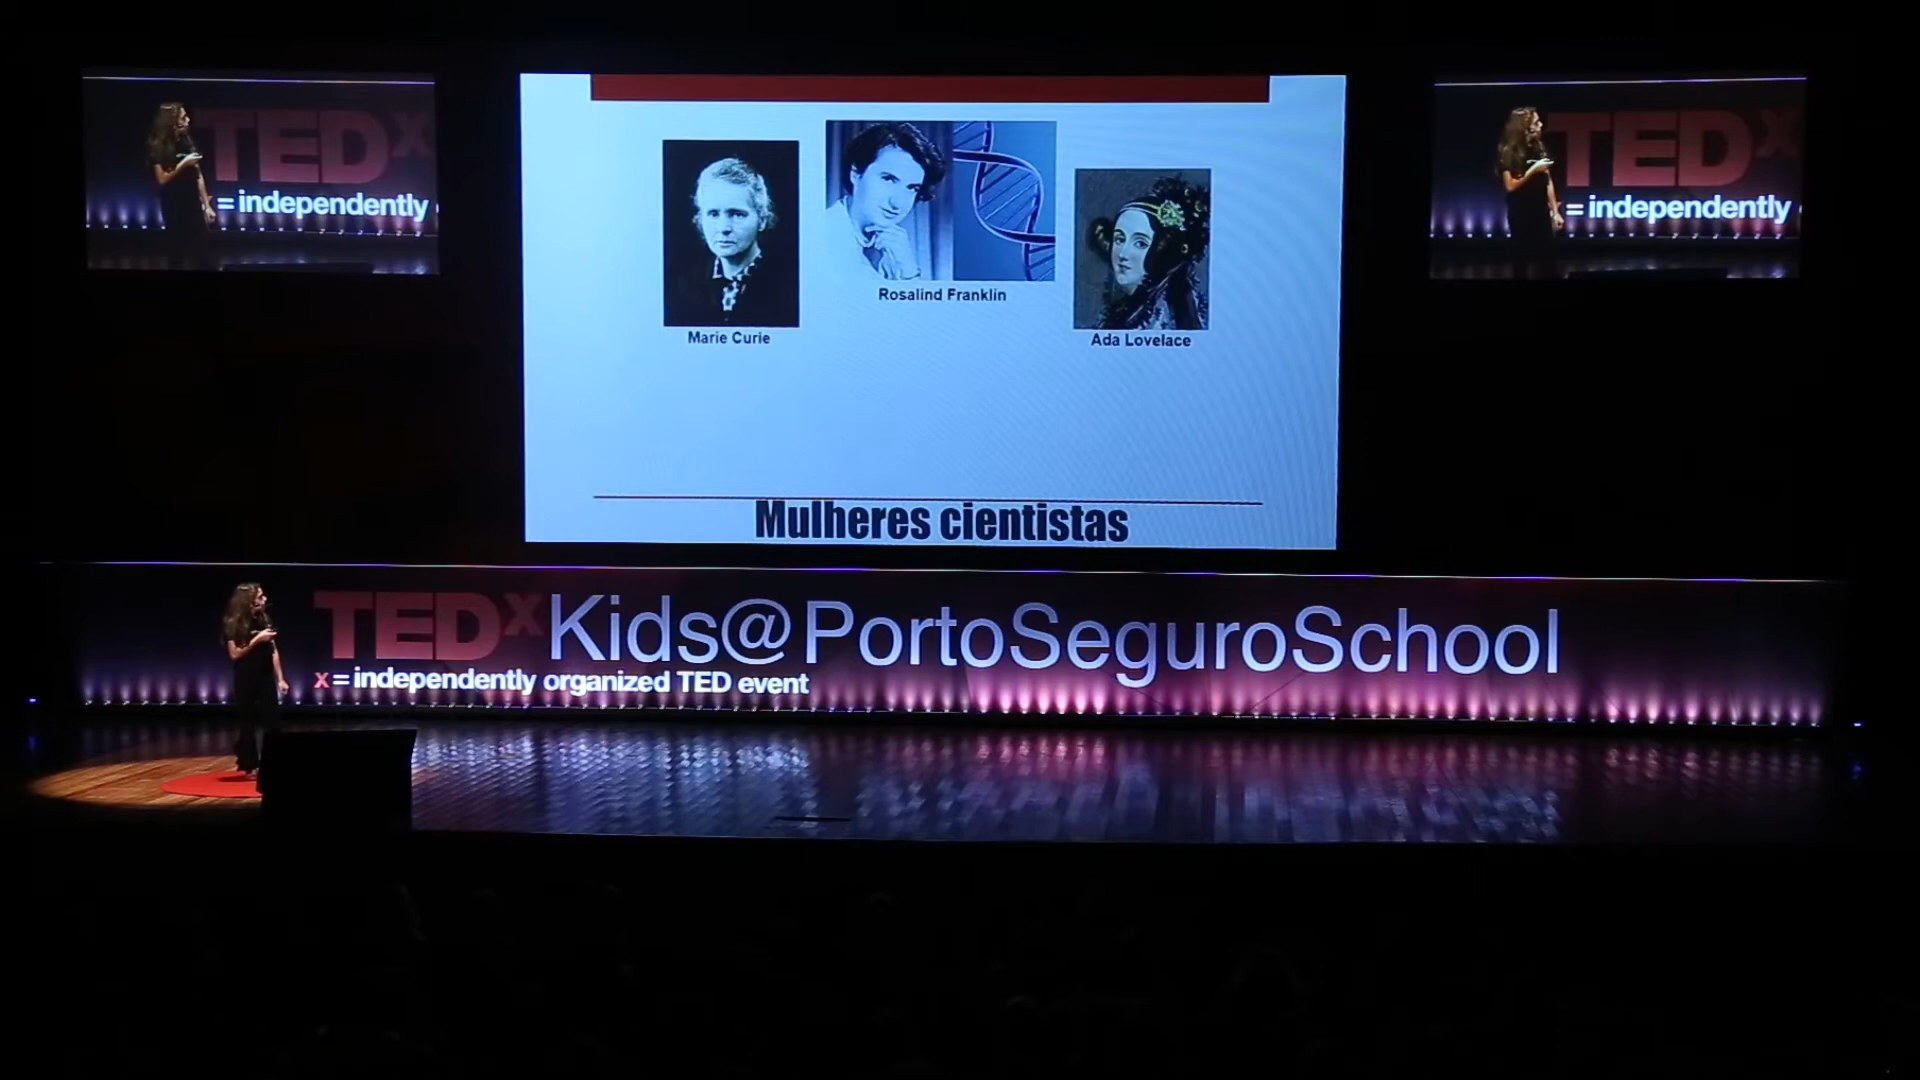 TEDx
= independently
TEDx
= independently
Rosalind Franklin
Marie Curie
Ada Lovelace
Mulheres cientistas
TEDxKids@PortoSeguroSchool
x = independently organized TED event